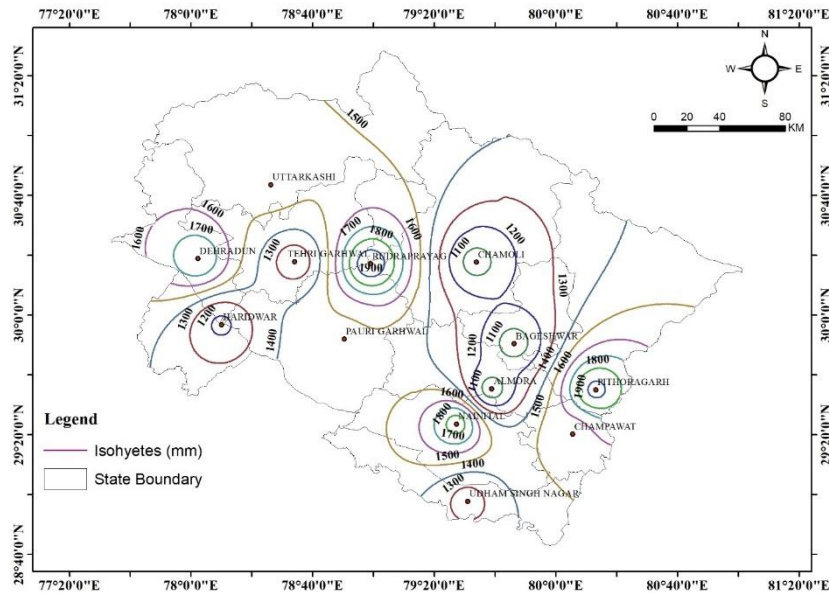 77°20'0"E 78°0'0"E 78°40'0"E 79°20'0"E 80°0'0"E 80°40'0"E 81°20'0"E
N
W E
S
0 20 40 80
KM
31°20'0"N
31°20'0"N
1500
UTTARKASHI
30°40'0"N
30°40'0"N
1600
1600
1700
DEHRADUN
1300
TEHRI GARHWAL
1700
1800
1600
RUDRAPRAYAG
1900
1100
1200
CHAMOLI
1300
30°0'0"N
30°0'0"N
1300
1200
HARIDWAR
1400
PAURI GARHWAL
1200
1100
BAGESHWAR
1400
1600
1100
ALMORA
1500
1800
1900
PITHORAGARH
CHAMPAWAT
29°20'0"N
29°20'0"N
1600
1800
NAINITAL
1700
1500
1400
1300
UDHAM SINGH NAGAR
Legend
Isohyetes (mm)
State Boundary
28°40'0"N
28°40'0"N
77°20'0"E 78°0'0"E 78°40'0"E 79°20'0"E 80°0'0"E 80°40'0"E 81°20'0"E